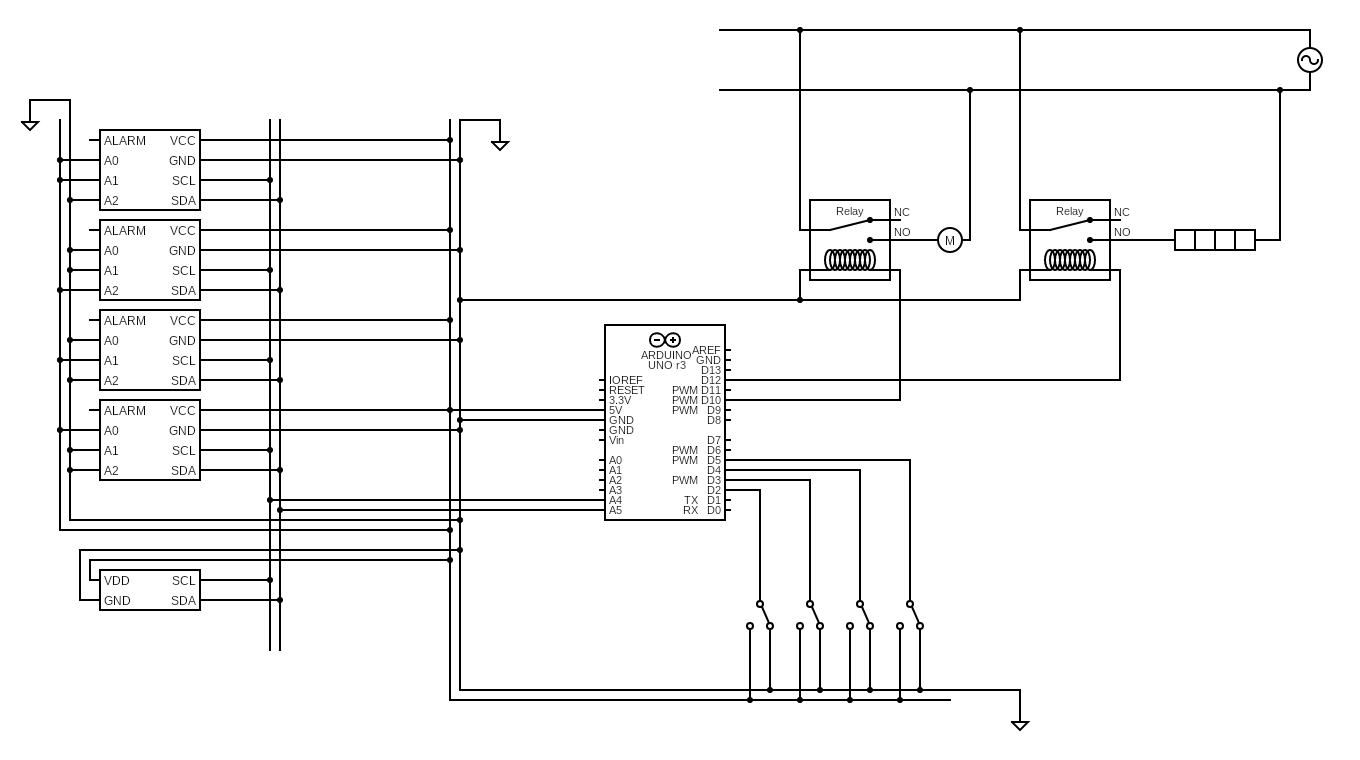 ALARM VCC
A0 GND
A1 SCL
A2 SDA
ALARM VCC
A0 GND
A1 SCL
A2 SDA
ALARM VCC
A0 GND
A1 SCL
A2 SDA
ALARM VCC
A0 GND
A1 SCL
A2 SDA
VDD SCL
GND SDA
ARDUINO
UNO r3
IOREF
RESET
3.3V
5V
GND
GND
Vin
A0
A1
A2
A3
A4
A5
AREF
GND
D13
D12
PWM D11
PWM D10
PWM D9
D8
D7
PWM D6
PWM D5
D4
PWM D3
D2
TX D1
RX D0
Relay
NC
NO
M
Relay
NC
NO